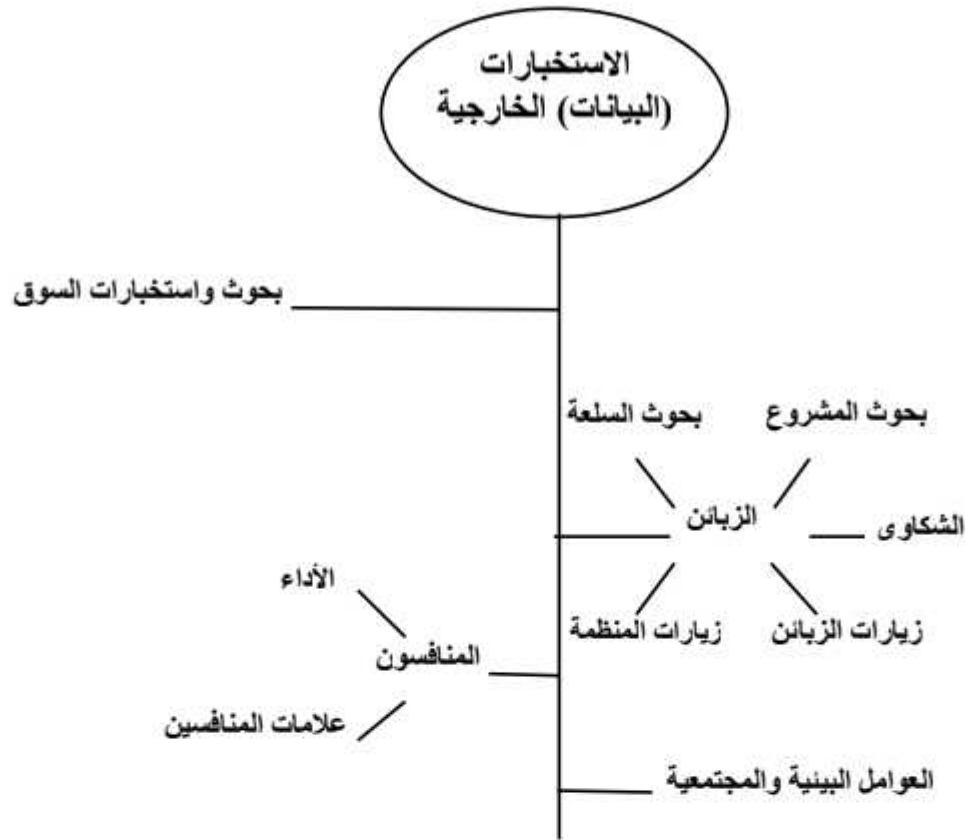 الاستخبارات
(البيانات) الخارجية
بحوث واستخبارات السوق
بحوث المشروع
بحوث السلعة
الزبائن
الشكاوى
زيارات الزبائن
زيارات المنظمة
الأداء
المنافسون
علامات المنافسين
العوامل البيئية والمجتمعية